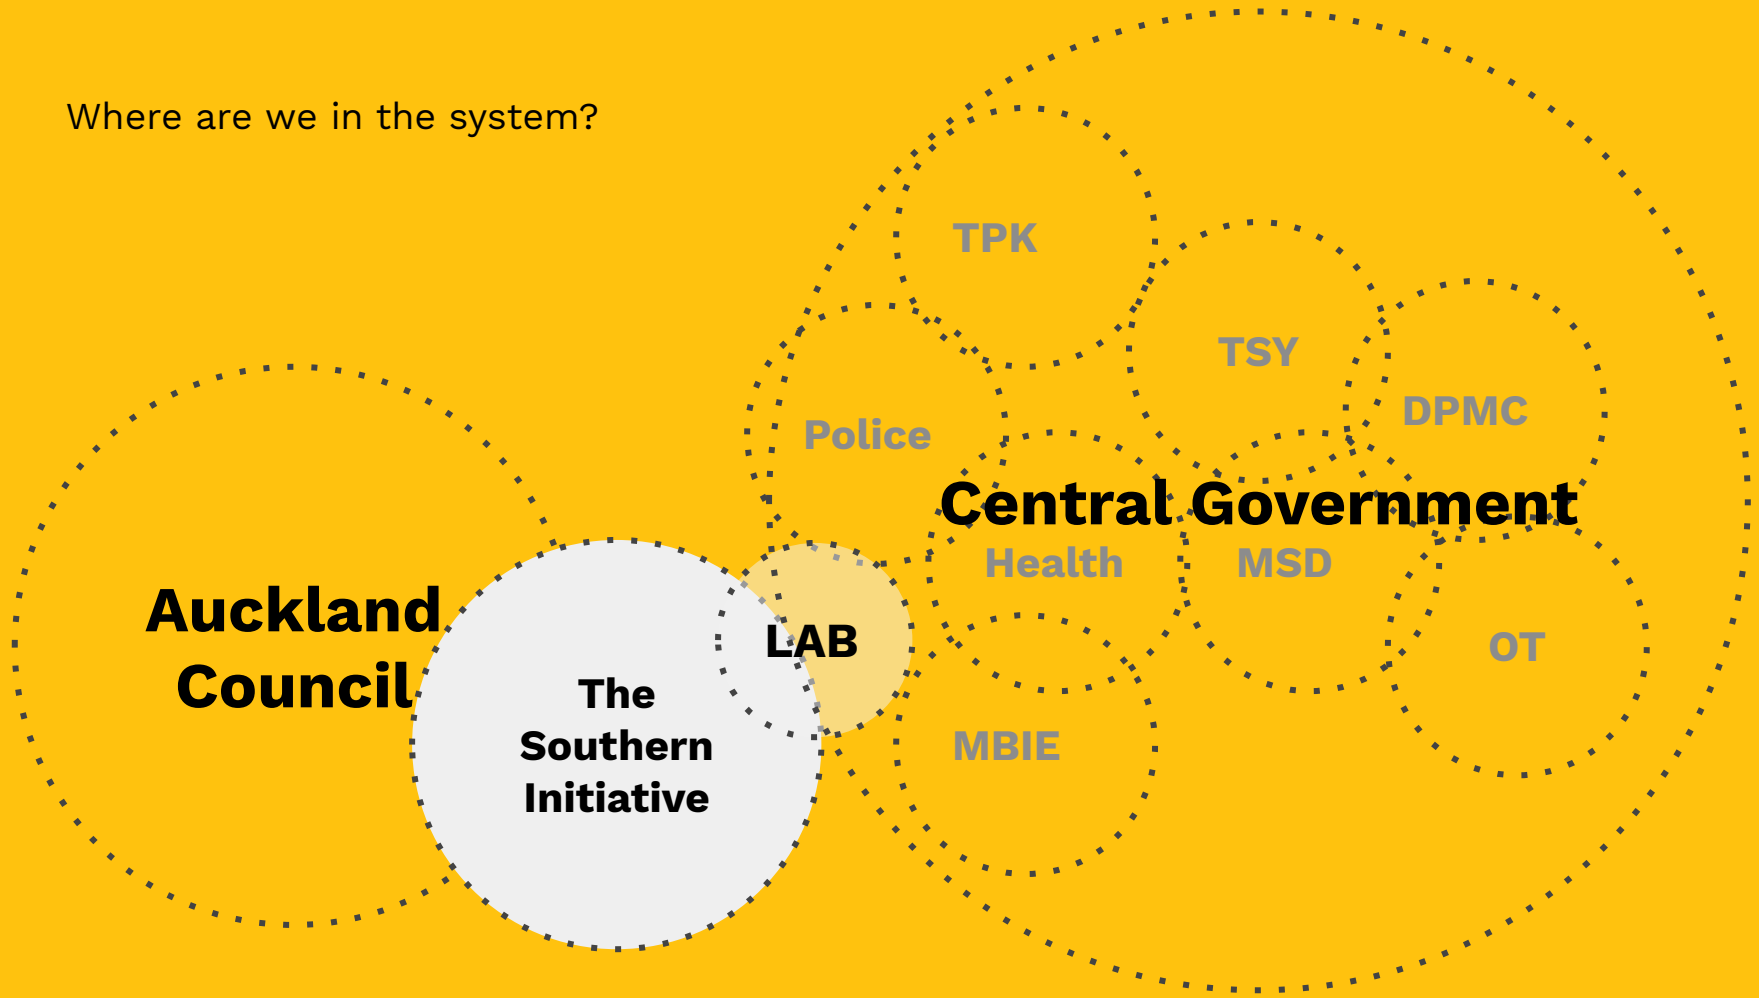 Where are we in the system?
TPK
TSY
DPMC
Police
Central Government
Health
MSD
OT
MBIE
Auckland
Council
LAB
The
Southern
Initiative